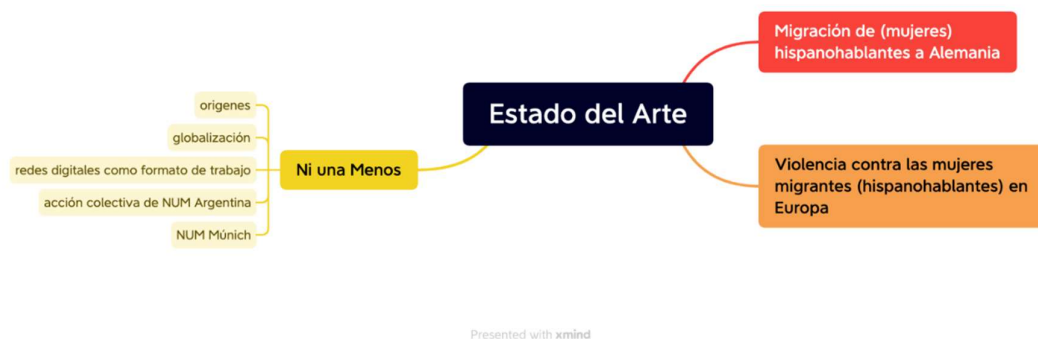 Estado del Arte
Migración de (mujeres)
hispanohablantes a Alemania
Violencia contra las mujeres
migrantes (hispanohablantes) en
Europa
Ni una Menos
origenes
globalización
redes digitales como formato de trabajo
acción colectiva de NUM Argentina
NUM Múnich
Presented with xmind